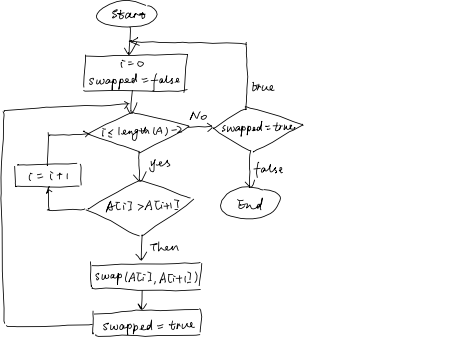 Start
i=0
swapped=false
i≤length(A)-2
No
swapped=true
true
false
End
yes
i=i+1
A[i]>A[i+1]
Then
swap(A[i],A[i+1])
swapped=true